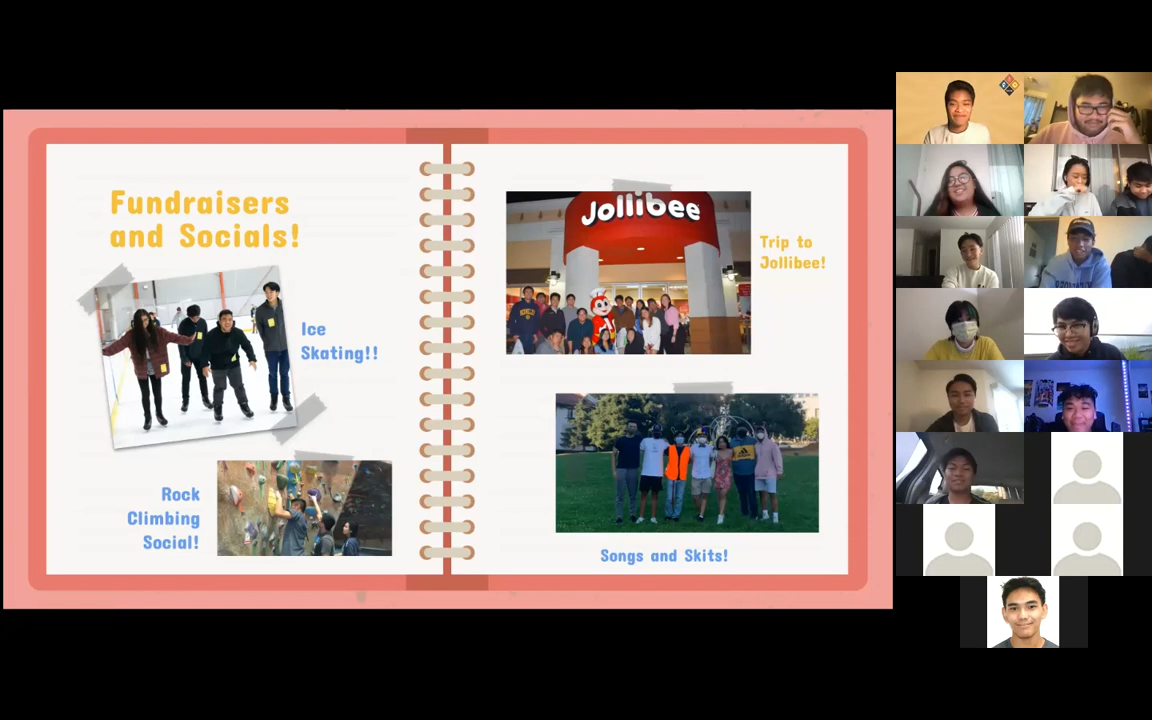 Fundraisers
and Socials!
Ice
Skating!!
Rock
Climbing
Social!
Jollibee
Trip to
Jollibee!
Songs and Skits!